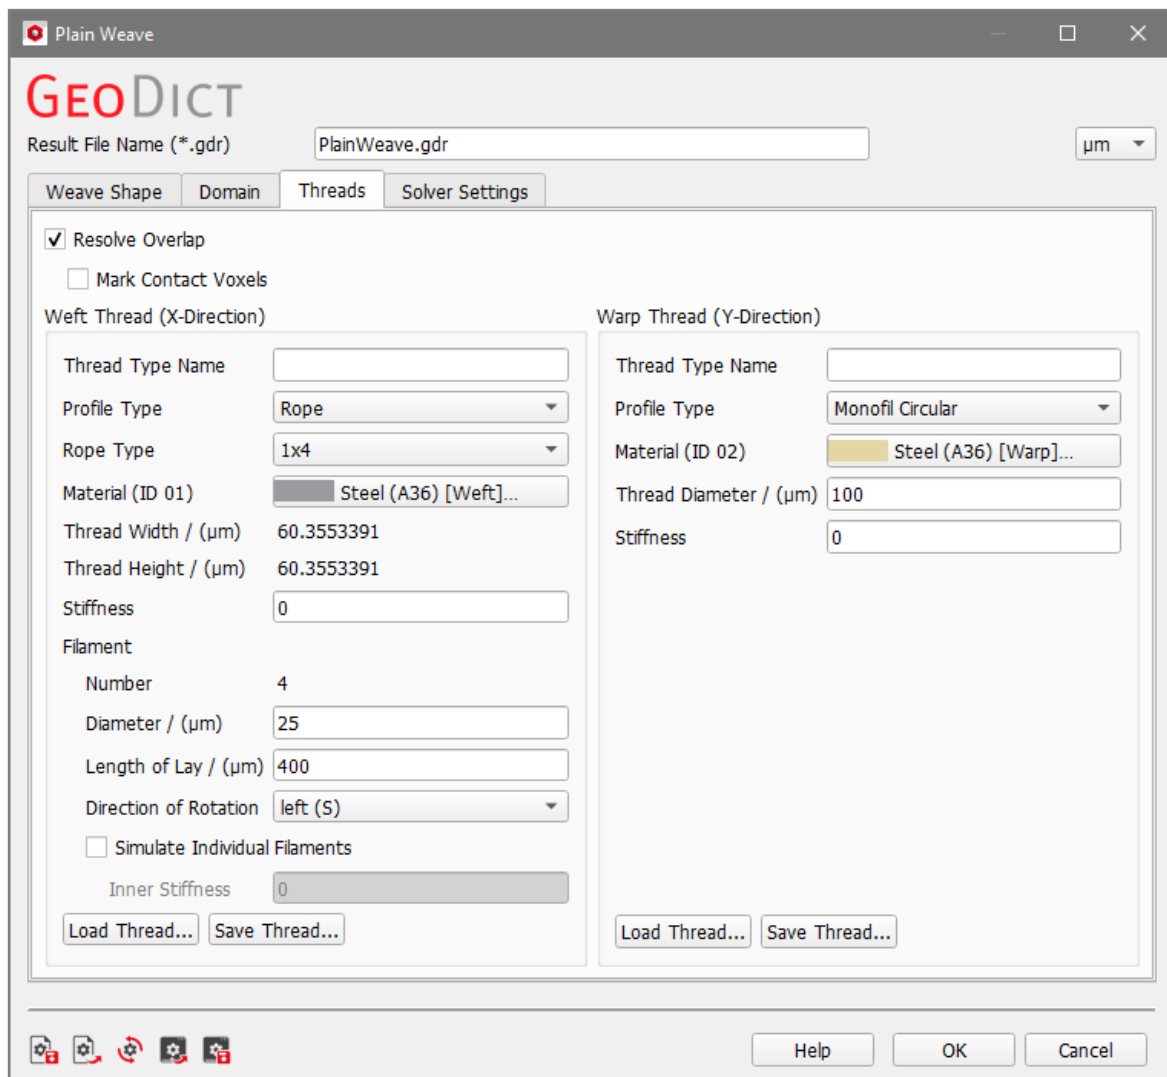 Plain Weave
GEODICT
Result File Name (*.gdr) PlainWeave.gdr µm
Weave Shape Domain Threads Solver Settings
Resolve Overlap
Mark Contact Voxels
Weft Thread (X-Direction)
Thread Type Name
Profile Type Rope
Rope Type 1x4
Material (ID 01) Steel (A36) [Weft]...
Thread Width / (µm) 60.3553391
Thread Height / (µm) 60.3553391
Stiffness 0
Filament
Number 4
Diameter / (µm) 25
Length of Lay / (µm) 400
Direction of Rotation left (S)
Simulate Individual Filaments
Inner Stiffness 0
Load Thread... Save Thread...
Warp Thread (Y-Direction)
Thread Type Name
Profile Type Monofil Circular
Material (ID 02) Steel (A36) [Warp]...
Thread Diameter / (µm) 100
Stiffness 0
Load Thread... Save Thread...
Help OK Cancel